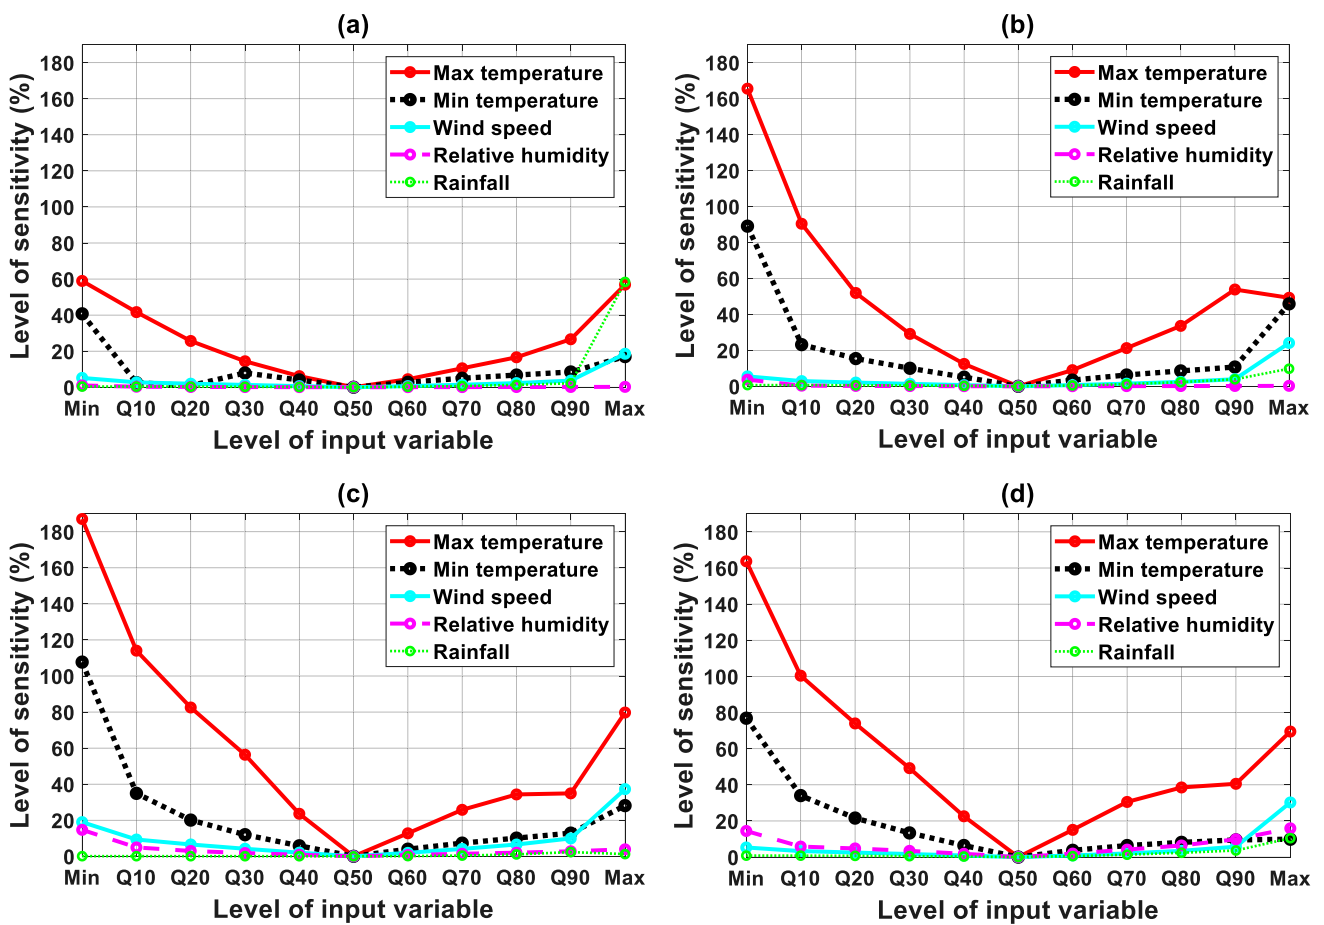 (a)
180
160
140
120
100
80
60
40
20
0
Level of sensitivity (%)
Max temperature
Min temperature
Wind speed
Relative humidity
Rainfall
Min Q10 Q20 Q30 Q40 Q50 Q60 Q70 Q80 Q90 Max
Level of input variable
(b)
180
160
140
120
100
80
60
40
20
0
Level of sensitivity (%)
Max temperature
Min temperature
Wind speed
Relative humidity
Rainfall
Min Q10 Q20 Q30 Q40 Q50 Q60 Q70 Q80 Q90 Max
Level of input variable
(c)
180
160
140
120
100
80
60
40
20
0
Level of sensitivity (%)
Max temperature
Min temperature
Wind speed
Relative humidity
Rainfall
Min Q10 Q20 Q30 Q40 Q50 Q60 Q70 Q80 Q90 Max
Level of input variable
(d)
180
160
140
120
100
80
60
40
20
0
Level of sensitivity (%)
Max temperature
Min temperature
Wind speed
Relative humidity
Rainfall
Min Q10 Q20 Q30 Q40 Q50 Q60 Q70 Q80 Q90 Max
Level of input variable